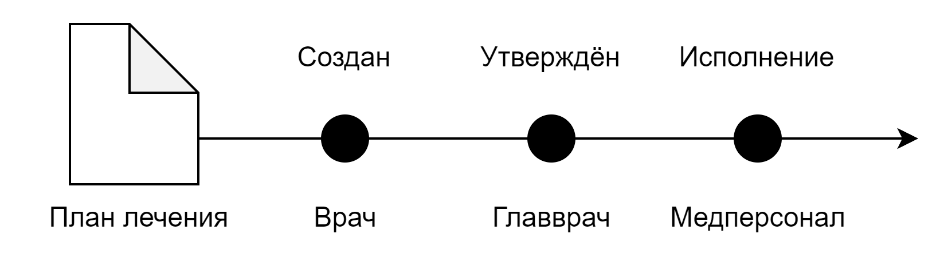 Создан Утверждён Исполнение
План лечения Врач Главврач Медперсонал